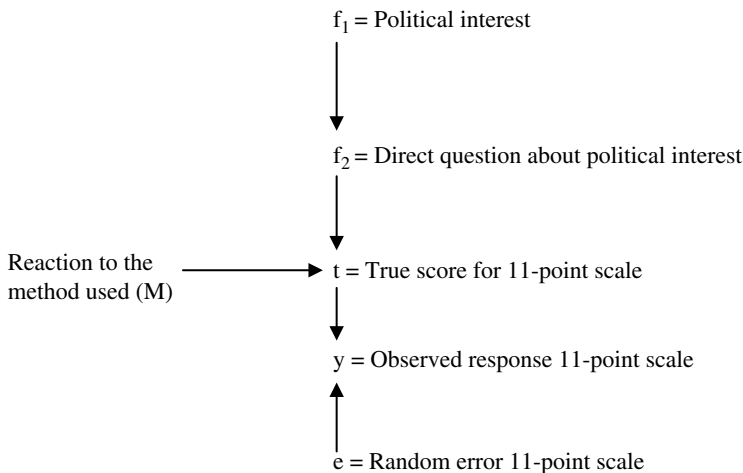 f₁ = Political interest
f₂ = Direct question about political interest
Reaction to the
method used (M)
t = True score for 11-point scale
y = Observed response 11-point scale
e = Random error 11-point scale